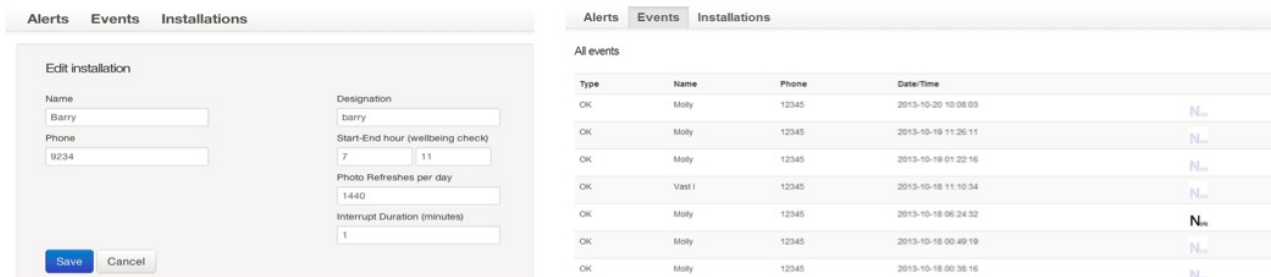 Alerts Events Installations
Edit installation
Name
Barry
Phone
9234
Designation
barry
Start-End hour (wellbeing check)
7 11
Photo Refreshes per day
1440
Interrupt Duration (minutes)
1
Save Cancel
Alerts Events Installations
All events
Type Name Phone Date/Time
OK Molly 12345 2013-10-20 10:08:03
OK Molly 12345 2013-10-19 11:26:11
OK Molly 12345 2013-10-19 01:22:16
OK Vast I 12345 2013-10-18 11:10:34
OK Molly 12345 2013-10-18 06:24:32
OK Molly 12345 2013-10-18 00:49:19
OK Molly 12345 2013-10-18 00:38:16